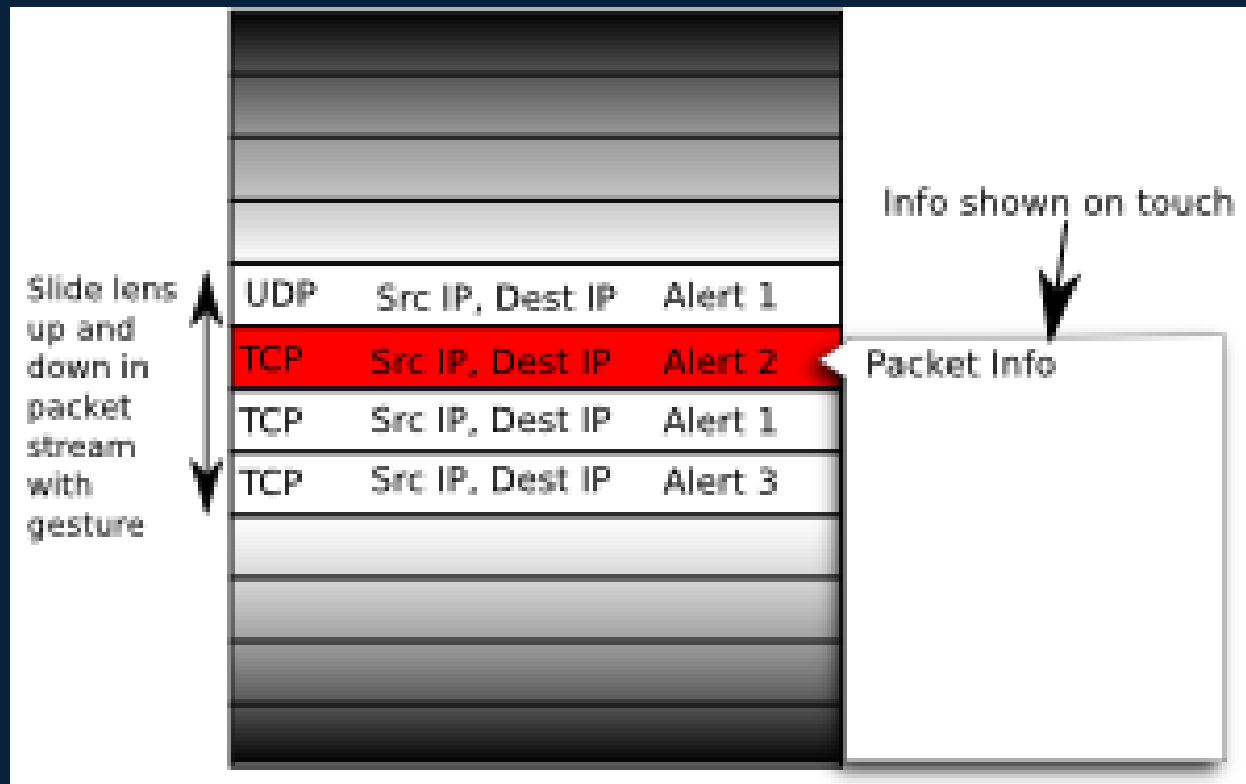 Info shown on touch
Slide lens
up and
down in
packet
stream
with
gesture
UDP Src IP, Dest IP Alert 1
TCP Src IP, Dest IP Alert 2
TCP Src IP, Dest IP Alert 1
TCP Src IP, Dest IP Alert 3
Packet Info